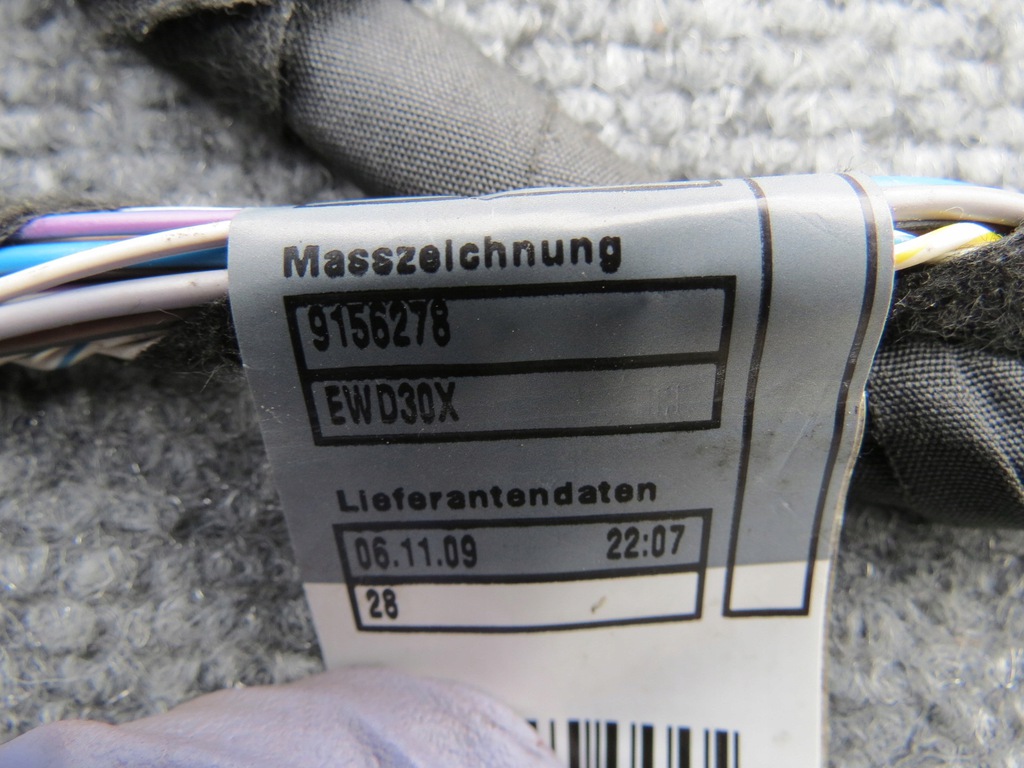 Masszeichnung
9156278
EWD30X
Lieferantendaten
06.11.09 22:07
28